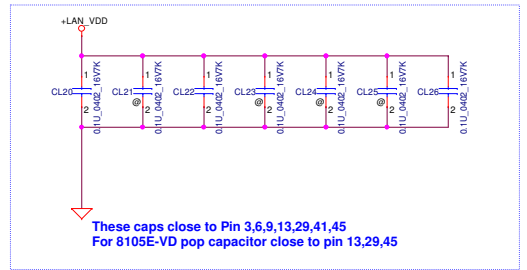 +LAN_VDD
1 1 1 1 1 1 1
CL20 CL21 CL22 CL23 CL24 CL25 CL26
@ @ @ @
2 2 2 2 2 2 2
0.1U_0402_16V7K
0.1U_0402_16V7K
0.1U_0402_16V7K
0.1U_0402_16V7K
0.1U_0402_16V7K
0.1U_0402_16V7K
0.1U_0402_16V7K
These caps close to Pin 3,6,9,13,29,41,45
For 8105E-VD pop capacitor close to pin 13,29,45